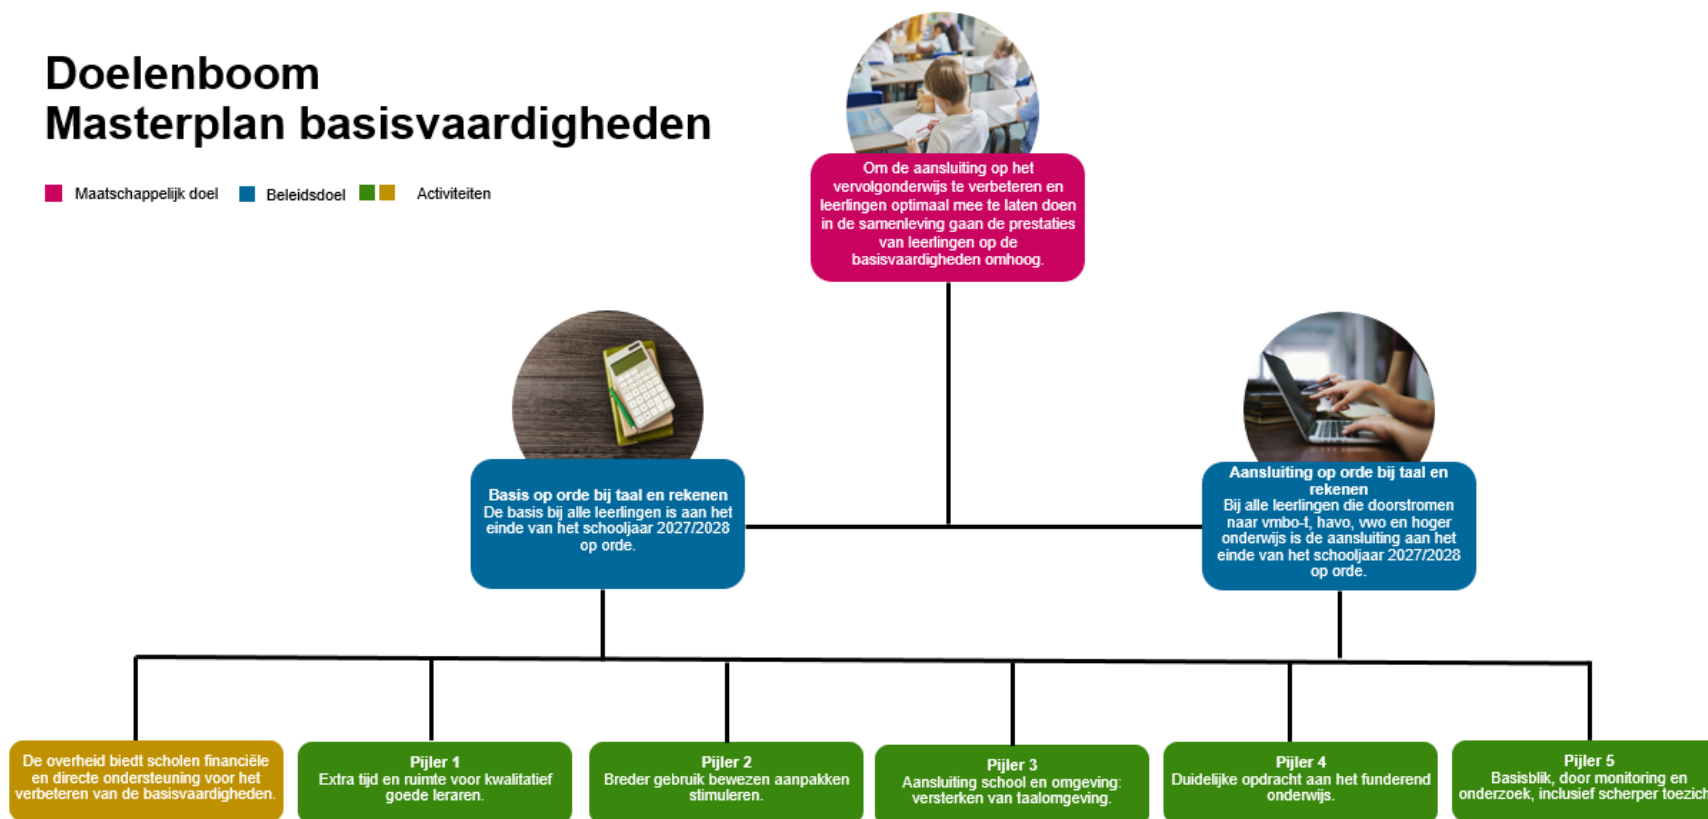 Doelenboom
Masterplan basisvaardigheden
Maatschappelijk doel
Beleidsdoel
Activiteiten
Om de aansluiting op het
vervolgonderwijs te verbeteren en
leerlingen optimaal mee te laten doen
in de samenleving gaan de prestaties
van leerlingen op de
basisvaardigheden omhoog.
Basis op orde bij taal en rekenen
De basis bij alle leerlingen is aan het
einde van het schooljaar 2027/2028
op orde.
Aansluiting op orde bij taal en
rekenen
Bij alle leerlingen die doorstromen
naar vmbo-t, havo, vwo en hoger
onderwijs is de aansluiting aan het
einde van het schooljaar 2027/2028
op orde.
De overheid biedt scholen financiële
en directe ondersteuning voor het
verbeteren van de basisvaardigheden.
Pijler 1
Extra tijd en ruimte voor kwalitatief
goede leraren.
Pijler 2
Breder gebruik bewezen aanpakken
stimuleren.
Pijler 3
Aansluiting school en omgeving:
versterken van taalomgeving.
Pijler 4
Duidelijke opdracht aan het funderend
onderwijs.
Pijler 5
Basisblik, door monitoring en
onderzoek, inclusief scherper toezich